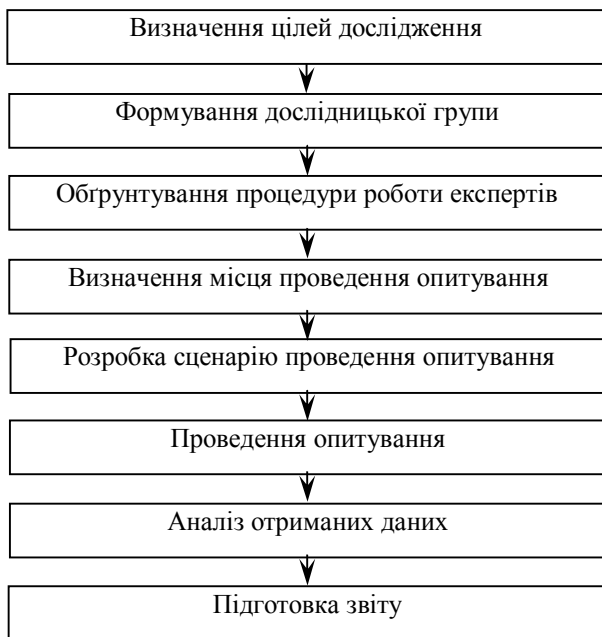 Визначення цілей дослідження
Формування дослідницької групи
Обґрунтування процедури роботи експертів
Визначення місця проведення опитування
Розробка сценарію проведення опитування
Проведення опитування
Аналіз отриманих даних
Підготовка звіту